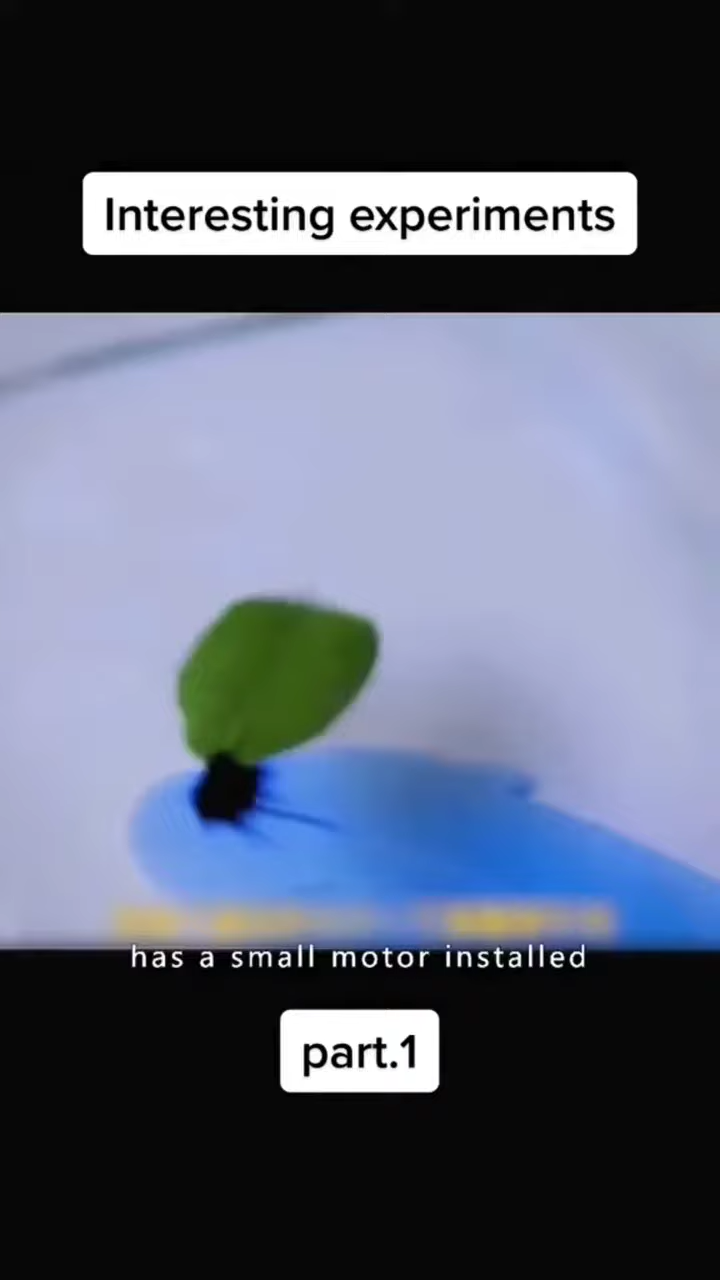 Interesting experiments
has a small motor installed
part.1